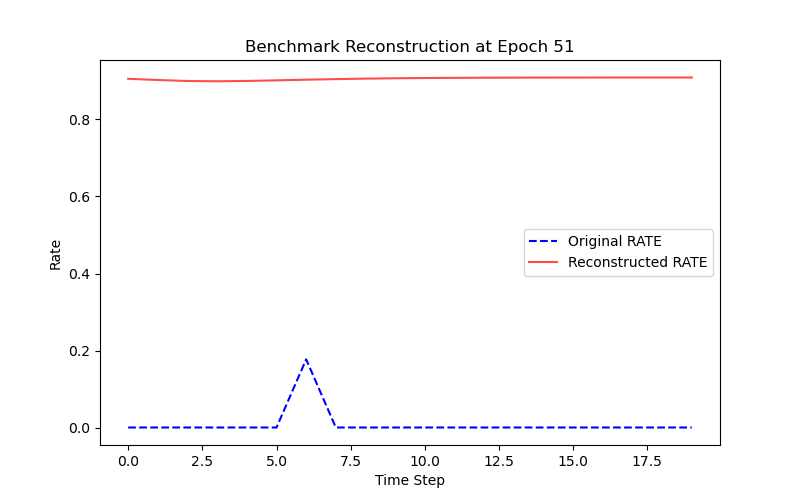 Benchmark Reconstruction at Epoch 51
Rate
0.8
0.6
0.4
0.2
0.0
Original RATE
Reconstructed RATE
0.0 2.5 5.0 7.5 10.0 12.5 15.0 17.5
Time Step